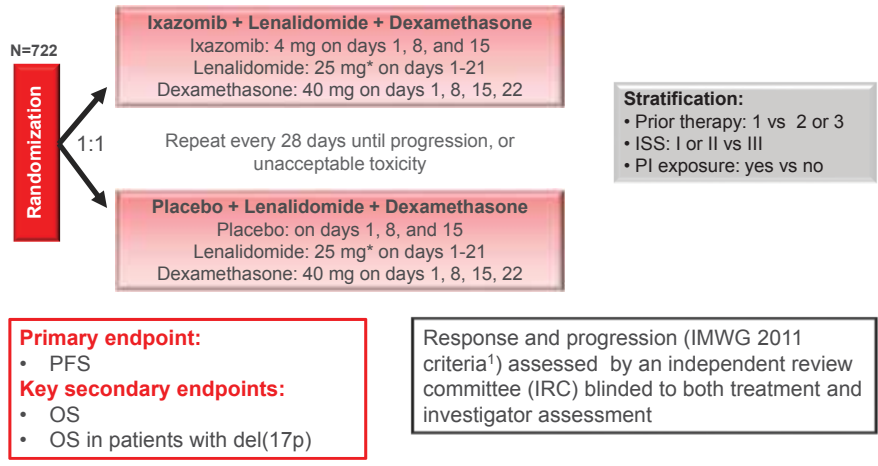 N=722
Randomization
1:1
Ixazomib + Lenalidomide + Dexamethasone
Ixazomib: 4 mg on days 1, 8, and 15
Lenalidomide: 25 mg* on days 1-21
Dexamethasone: 40 mg on days 1, 8, 15, 22
Repeat every 28 days until progression, or
unacceptable toxicity
Placebo + Lenalidomide + Dexamethasone
Placebo: on days 1, 8, and 15
Lenalidomide: 25 mg* on days 1-21
Dexamethasone: 40 mg on days 1, 8, 15, 22
Stratification:
• Prior therapy: 1 vs 2 or 3
• ISS: I or II vs III
• PI exposure: yes vs no
Primary endpoint:
• PFS
Key secondary endpoints:
• OS
• OS in patients with del(17p)
Response and progression (IMWG 2011
criteria¹) assessed by an independent review
committee (IRC) blinded to both treatment and
investigator assessment